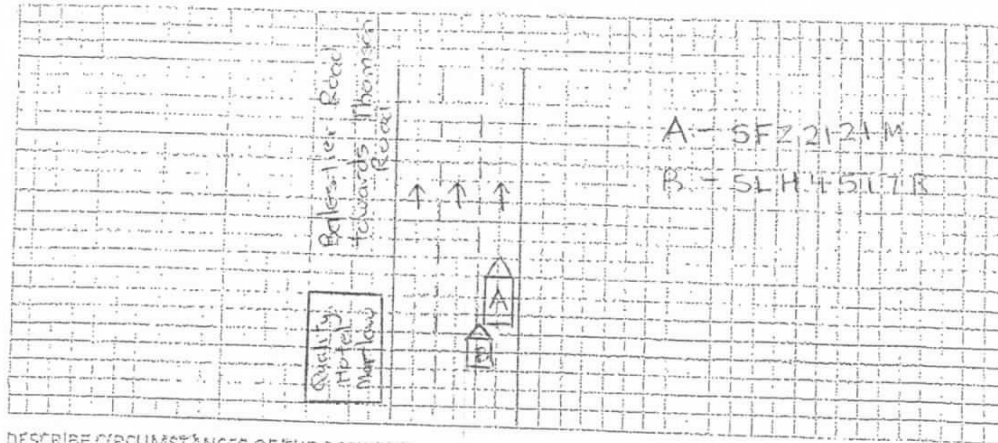 Balestier Road
towards Thomson
Road
A - SFZ2121M
B - SLH4517R
A
B
Quality
Hotel
Marlow
DESCRIBE CIRCUMSTANCES OF THE